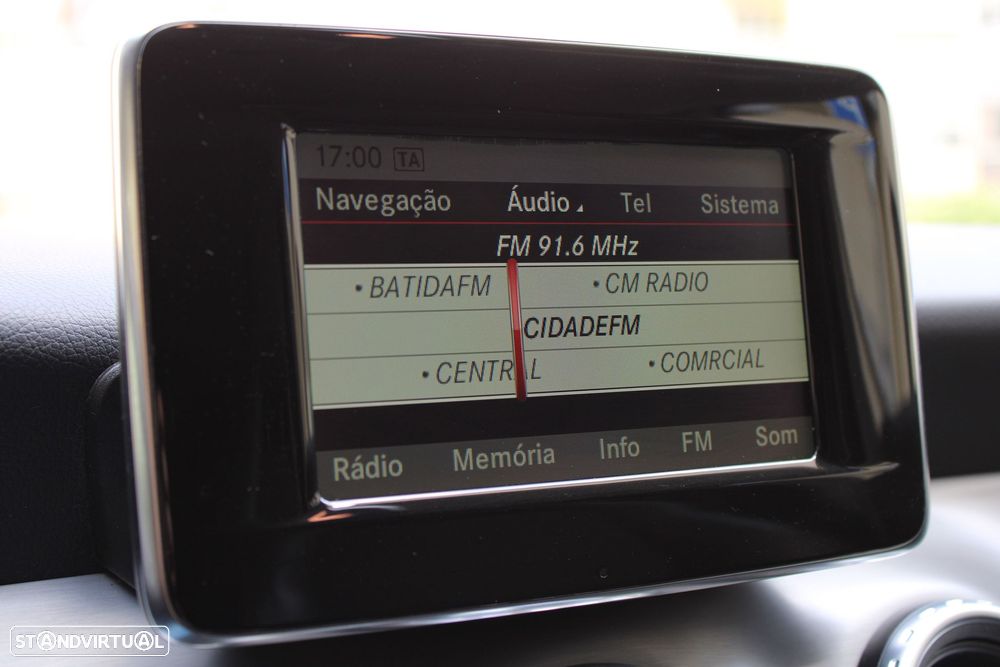 17:00 TA
Navegação Áudio Tel Sistema
FM 91.6 MHz
• BATIDAFM • CM RADIO
CIDADEFM
• CENTRAL • COMRCIAL
Rádio Memória Info FM Som
STANDVIRTUAL